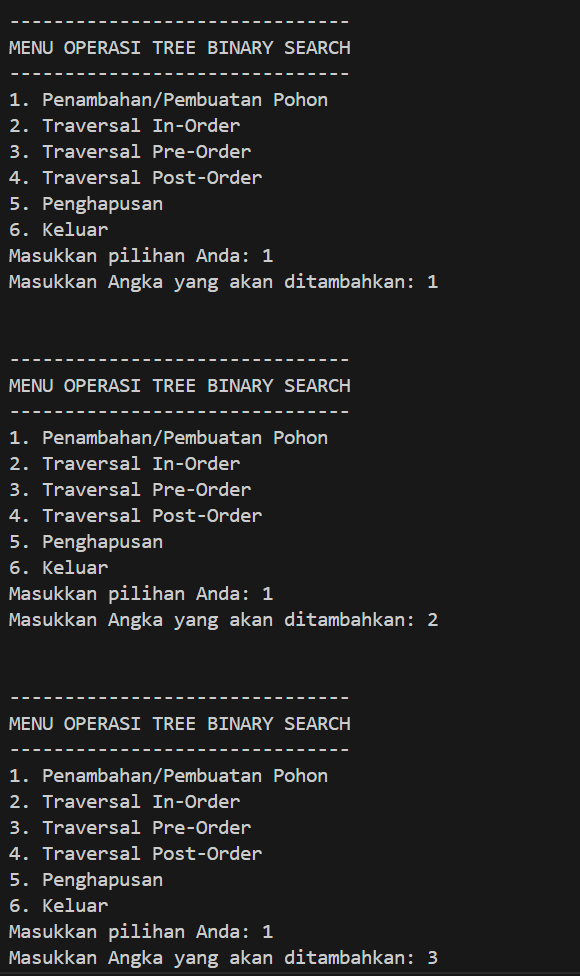 -------------------------------
MENU OPERASI TREE BINARY SEARCH
-------------------------------
1. Penambahan/Pembuatan Pohon
2. Traversal In-Order
3. Traversal Pre-Order
4. Traversal Post-Order
5. Penghapusan
6. Keluar
Masukkan pilihan Anda: 1
Masukkan Angka yang akan ditambahkan: 1
-------------------------------
MENU OPERASI TREE BINARY SEARCH
-------------------------------
1. Penambahan/Pembuatan Pohon
2. Traversal In-Order
3. Traversal Pre-Order
4. Traversal Post-Order
5. Penghapusan
6. Keluar
Masukkan pilihan Anda: 1
Masukkan Angka yang akan ditambahkan: 2
-------------------------------
MENU OPERASI TREE BINARY SEARCH
-------------------------------
1. Penambahan/Pembuatan Pohon
2. Traversal In-Order
3. Traversal Pre-Order
4. Traversal Post-Order
5. Penghapusan
6. Keluar
Masukkan pilihan Anda: 1
Masukkan Angka yang akan ditambahkan: 3